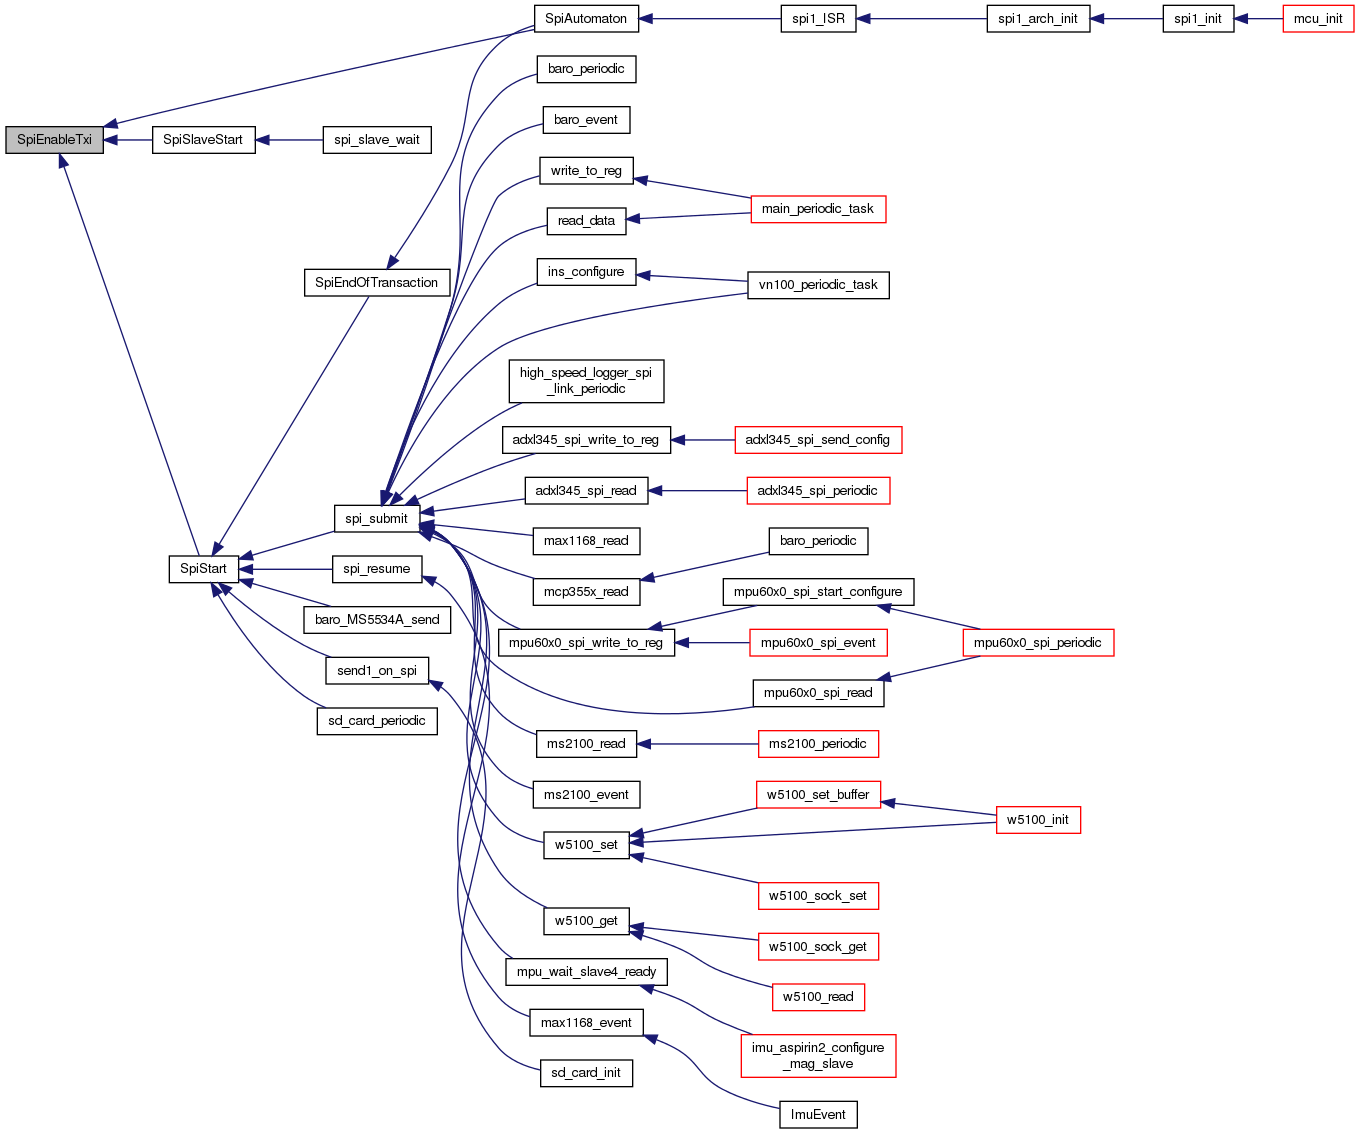 SpiEnableTxi
SpiAutomaton
spi1_ISR
spi1_arch_init
spi1_init
mcu_init
SpiSlaveStart
spi_slave_wait
SpiStart
SpiEndOfTransaction
spi_submit
spi_resume
baro_MS5534A_send
send1_on_spi
sd_card_periodic
baro_periodic
baro_event
write_to_reg
read_data
main_periodic_task
ins_configure
vn100_periodic_task
high_speed_logger_spi
_link_periodic
adxl345_spi_write_to_reg
adxl345_spi_send_config
adxl345_spi_read
adxl345_spi_periodic
max1168_read
mcp355x_read
baro_periodic
mpu60x0_spi_write_to_reg
mpu60x0_spi_start_configure
mpu60x0_spi_event
mpu60x0_spi_periodic
mpu60x0_spi_read
ms2100_read
ms2100_periodic
ms2100_event
w5100_set
w5100_set_buffer
w5100_init
w5100_sock_set
w5100_get
w5100_sock_get
w5100_read
mpu_wait_slave4_ready
imu_aspirin2_configure
_mag_slave
max1168_event
ImuEvent
sd_card_init